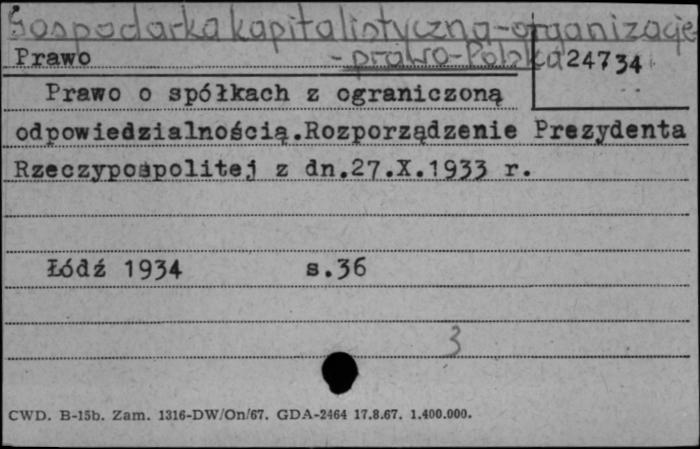 Gospodarka kapitalistyczna-organizacje
Prawo -prawo-Polska 24734
Prawo o spółkach z ograniczoną
odpowiedzialnością.Rozporządzenie Prezydenta
Rzeczypospolitej z dn.27.X.1933 r.
Łódź 1934 s.36
3
CWD. B-15b. Zam. 1316-DW/On/67. GDA-2464 17.8.67. 1.400.000.